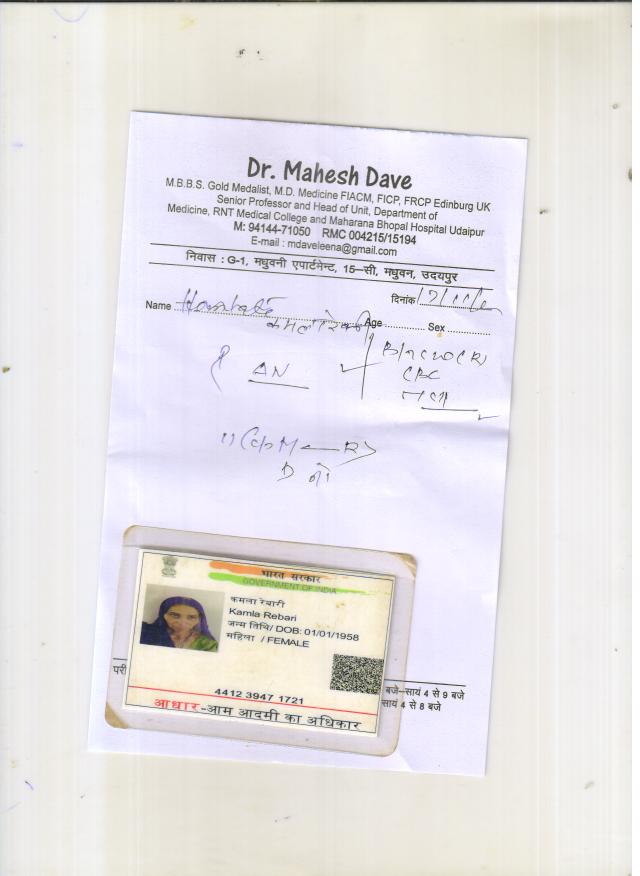 Dr. Mahesh Dave
M.B.B.S. Gold Medalist, M.D. Medicine FIACM, FICP, FRCP Edinburg UK
Senior Professor and Head of Unit, Department of
Medicine, RNT Medical College and Maharana Bhopal Hospital Udaipur
M: 94144-71050 RMC 004215/15194
E-mail : mdaveleena@gmail.com
निवास : G-1, मधुवनी एपार्टमेन्ट, 15-सी, मधुवन, उदयपुर
दिनांक
Name Age Sex
CBC
भारत सरकार
GOVERNMENT OF INDIA
कमला रेबारी
Kamla Rebari
जन्म तिथि/ DOB: 01/01/1958
महिला / FEMALE
4412 3947 1721
आधार-आम आदमी का अधिकार
परी
बजे-सायं 4 से 9 बजे
सायं 4 से 8 बजे